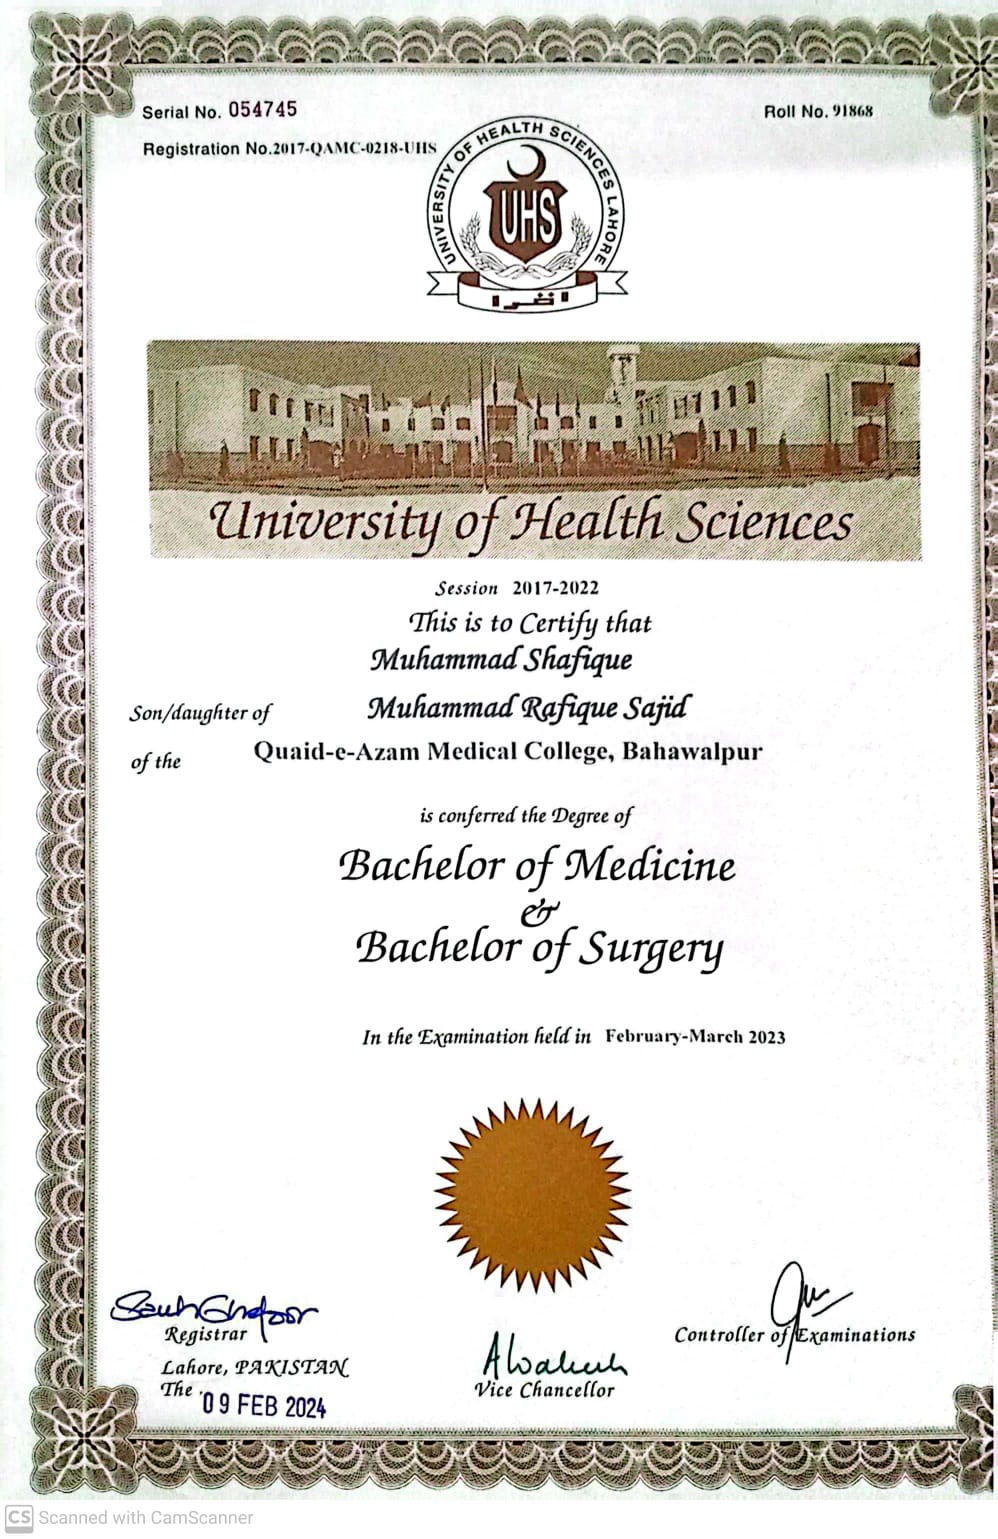 Serial No. 054745
Roll No. 91868
Registration No.2017-QAMC-0218-UHS
UNIVERSITY OF HEALTH SCIENCES LAHORE
UHS
اقرا
University of Health Sciences
Session 2017-2022
This is to Certify that
Muhammad Shafique
Son/daughter of Muhammad Rafique Sajid
of the Quaid-e-Azam Medical College, Bahawalpur
is conferred the Degree of
Bachelor of Medicine
&
Bachelor of Surgery
In the Examination held in February-March 2023
Registrar
Controller of Examinations
Lahore, PAKISTAN
The 09 FEB 2024
Vice Chancellor
CS Scanned with CamScanner